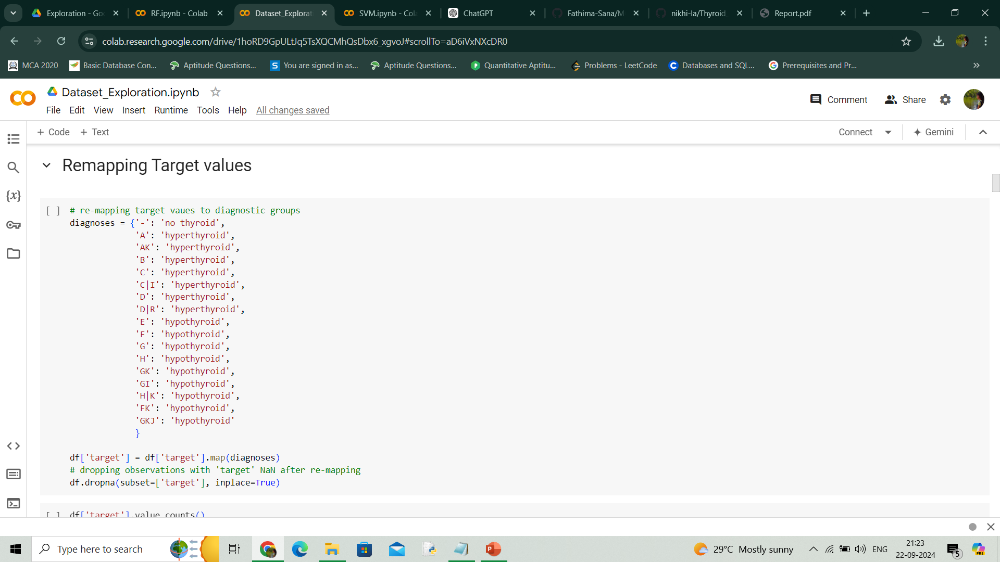 Exploration - Go
RF.ipynb - Colab
Dataset_Explorat
SVM.ipynb - Col
ChatGPT
Fathima-Sana/M
nikhi-la/Thyroid_
Report.pdf
colab.research.google.com/drive/1hoRD9GpULtJq5TsXQCMhQsDbx6_xgvoJ#scrollTo=aD6iVxNXcDR0
MCA 2020
Basic Database Con...
Aptitude Questions...
S You are signed in as...
Aptitude Questions...
Quantitative Aptitu...
Problems - LeetCode
C Databases and SQL...
G Prerequisites and Pr...
Dataset_Exploration.ipynb
Comment
Share
File Edit View Insert Runtime Tools Help All changes saved
+ Code + Text
Connect
Gemini
Remapping Target values
{x}
[ ] # re-mapping target vaues to diagnostic groups
diagnoses = {'-': 'no thyroid',
'A': 'hyperthyroid',
'AK': 'hyperthyroid',
'B': 'hyperthyroid',
'C': 'hyperthyroid',
'C|I': 'hyperthyroid',
'D': 'hyperthyroid',
'D|R': 'hyperthyroid',
'E': 'hypothyroid',
'F': 'hypothyroid',
'G': 'hypothyroid',
'H': 'hypothyroid',
'GK': 'hypothyroid',
'GI': 'hypothyroid',
'H|K': 'hypothyroid',
'FK': 'hypothyroid',
'GKJ': 'hypothyroid'
}
df['target'] = df['target'].map(diagnoses)
# dropping observations with 'target' NaN after re-mapping
df.dropna(subset=['target'], inplace=True)
[ ] df['target'].value_counts()
Type here to search
29°C Mostly sunny
ENG
21:23
22-09-2024
5
PRE